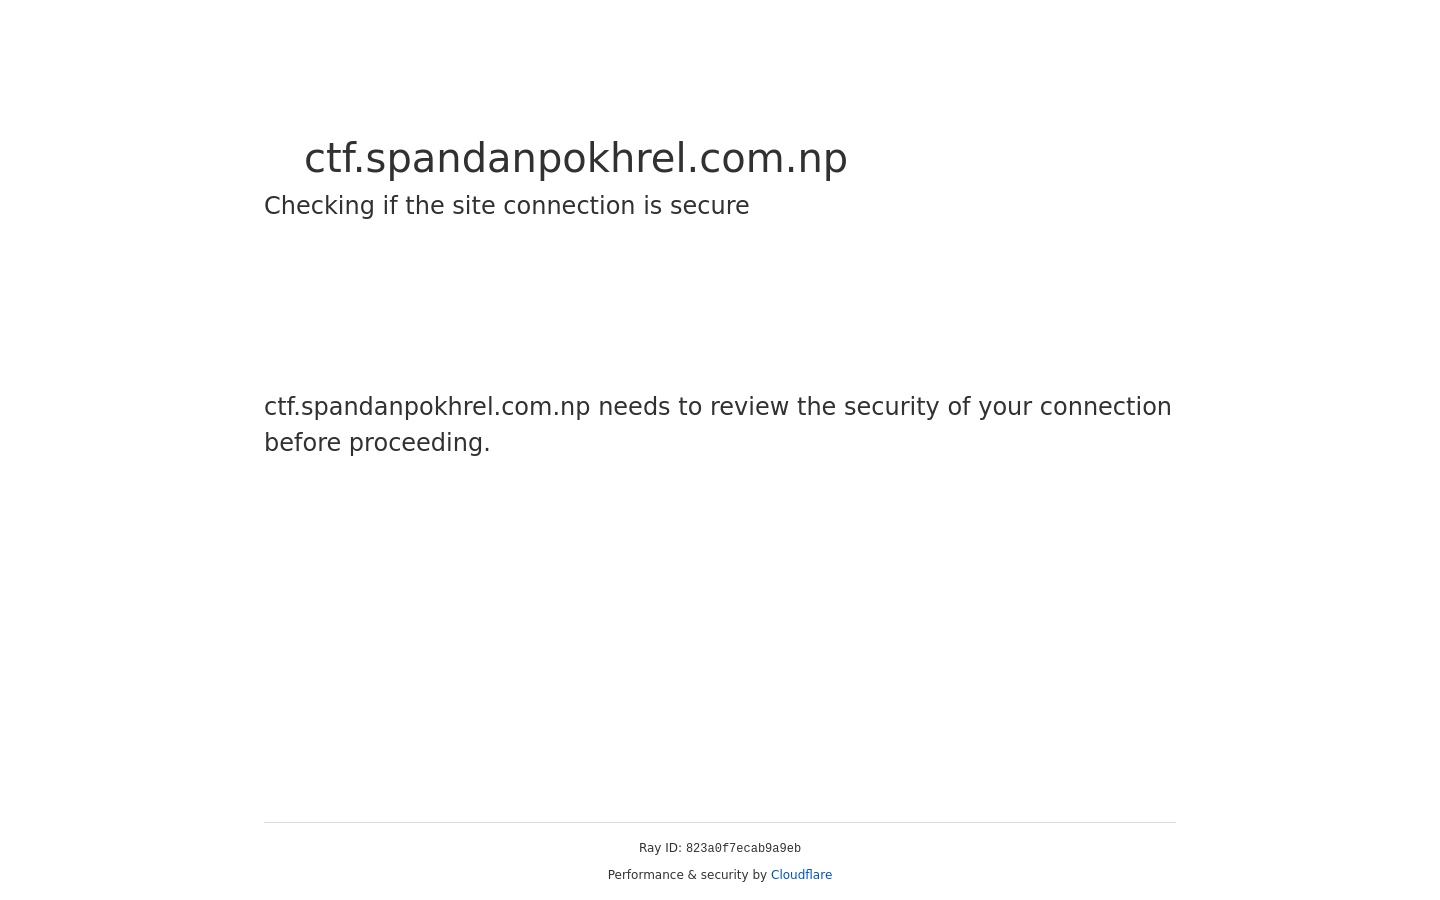 ctf.spandanpokhrel.com.np
Checking if the site connection is secure
ctf.spandanpokhrel.com.np needs to review the security of your connection
before proceeding.
Ray ID: 823a0f7ecab9a9eb
Performance & security by Cloudflare